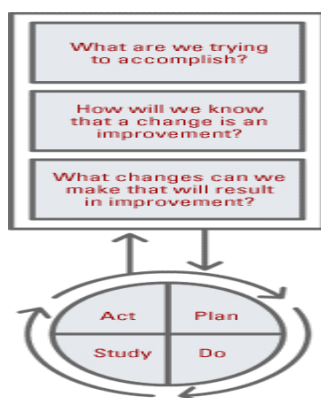 What are we trying
to accomplish?
How will we know
that a change is an
improvement?
What changes can we
make that will result
in improvement?
Act
Plan
Study
Do